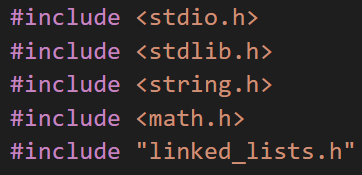 #include <stdio.h>
#include <stdlib.h>
#include <string.h>
#include <math.h>
#include "linked_lists.h"